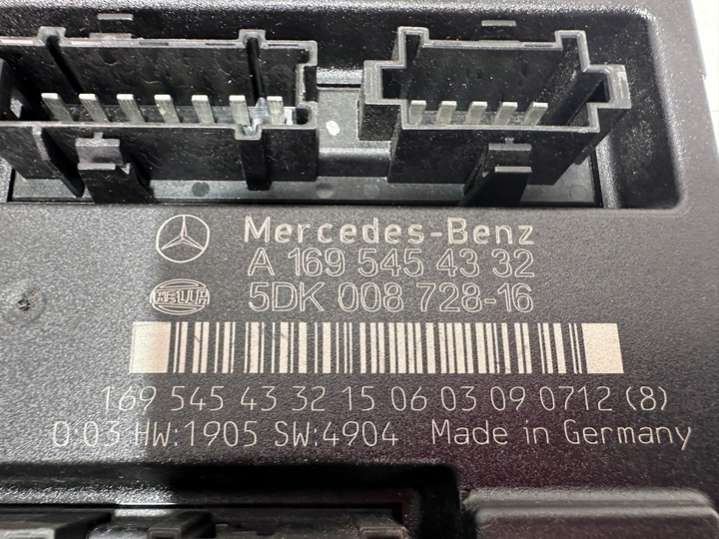 Mercedes-Benz
A 169 545 43 32
HELLA 5DK 008 728-16
169 545 43 32 15 06 03 09 0712 (8)
0:03 HW:1905 SW:4904 Made in Germany